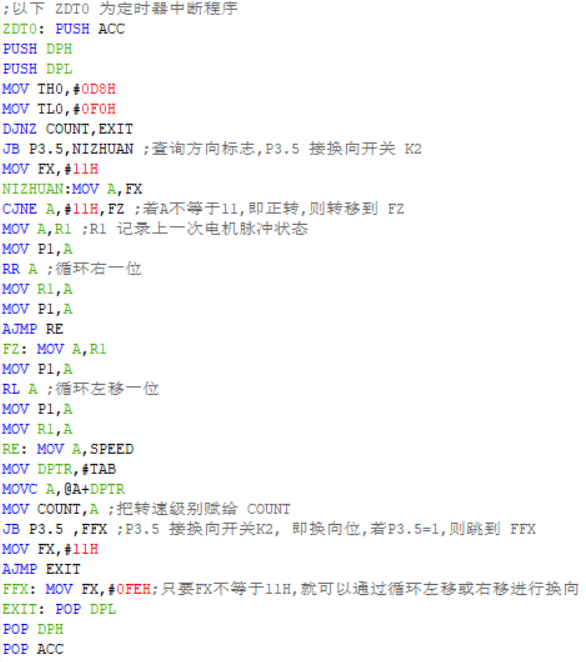 ;以下 ZDT0 为定时器中断程序
ZDT0: PUSH ACC
PUSH DPH
PUSH DPL
MOV TH0,#0D8H
MOV TL0,#0F0H
DJNZ COUNT,EXIT
JB P3.5,NIZHUAN ;查询方向标志,P3.5 接换向开关 K2
MOV FX,#11H
NIZHUAN:MOV A,FX
CJNE A,#11H,FZ ;若A不等于11,即正转,则转移到 FZ
MOV A,R1 ;R1 记录上一次电机脉冲状态
MOV P1,A
RR A ;循环右一位
MOV R1,A
MOV P1,A
AJMP RE
FZ: MOV A,R1
MOV P1,A
RL A ;循环左移一位
MOV P1,A
MOV R1,A
RE: MOV A,SPEED
MOV DPTR,#TAB
MOVC A,@A+DPTR
MOV COUNT,A ;把转速级别赋给 COUNT
JB P3.5 ,FFX ;P3.5 接换向开关K2, 即换向位,若P3.5=1,则跳到 FFX
MOV FX,#11H
AJMP EXIT
FFX: MOV FX,#0FEH;只要FX不等于11H,就可以通过循环左移或右移进行换向
EXIT: POP DPL
POP DPH
POP ACC